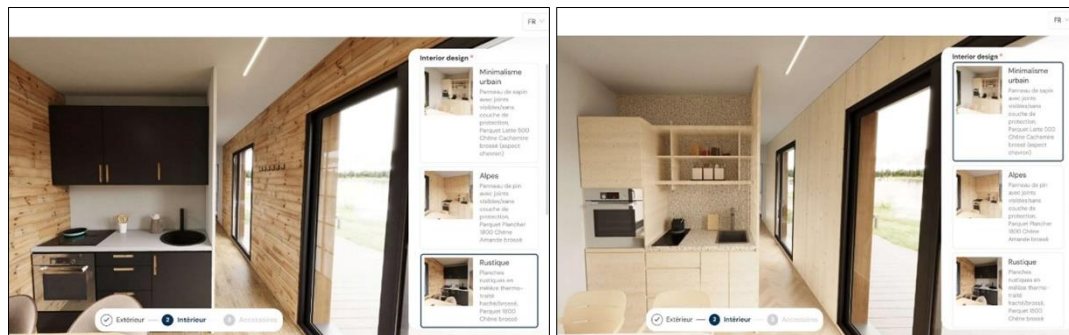 FR
Interior design *
Minimalisme
urbain
Panneau de sapin
avec joints
visibles/sans
couche de
protection,
Parquet Latte 500
Chêne Cachemire
brossé (aspect
chevron)
Alpes
Panneau de pin
avec joints
visibles/sans
couche de
protection,
Parquet Plancher
1800 Chêne
Amande brossé
Rustique
Planches
rustiques en
mélèze thermo-
traité
haché/brossé,
Parquet 1800
Chêne brossé
Extérieur
2 Intérieur
3 Accessoires
FR
Interior design *
Minimalisme
urbain
Panneau de sapin
avec joints
visibles/sans
couche de
protection,
Parquet Latte 500
Chêne Cachemire
brossé (aspect
chevron)
Alpes
Panneau de pin
avec joints
visibles/sans
couche de
protection,
Parquet Plancher
1800 Chêne
Amande brossé
Rustique
Planches
rustiques en
mélèze thermo-
traité
haché/brossé,
Parquet 1800
Chêne brossé
Extérieur
2 Intérieur
3 Accessoires